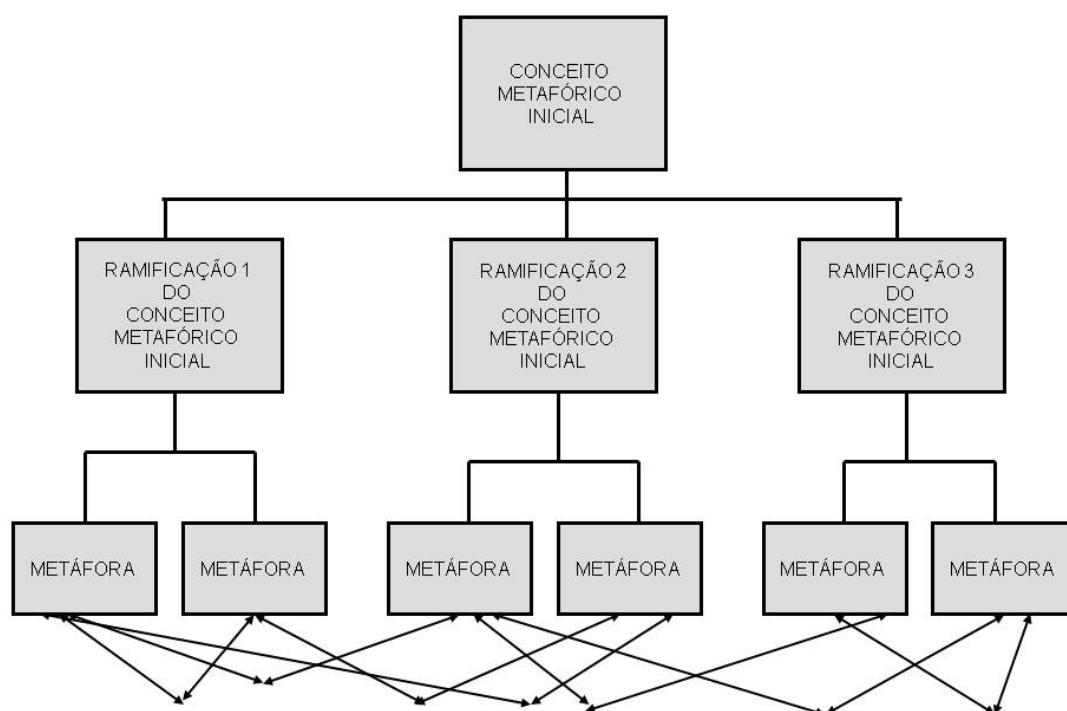 CONCEITO
METAFÓRICO
INICIAL
RAMIFICAÇÃO 1
DO
CONCEITO
METAFÓRICO
INICIAL
RAMIFICAÇÃO 2
DO
CONCEITO
METAFÓRICO
INICIAL
RAMIFICAÇÃO 3
DO
CONCEITO
METAFÓRICO
INICIAL
METÁFORA
METÁFORA
METÁFORA
METÁFORA
METÁFORA
METÁFORA